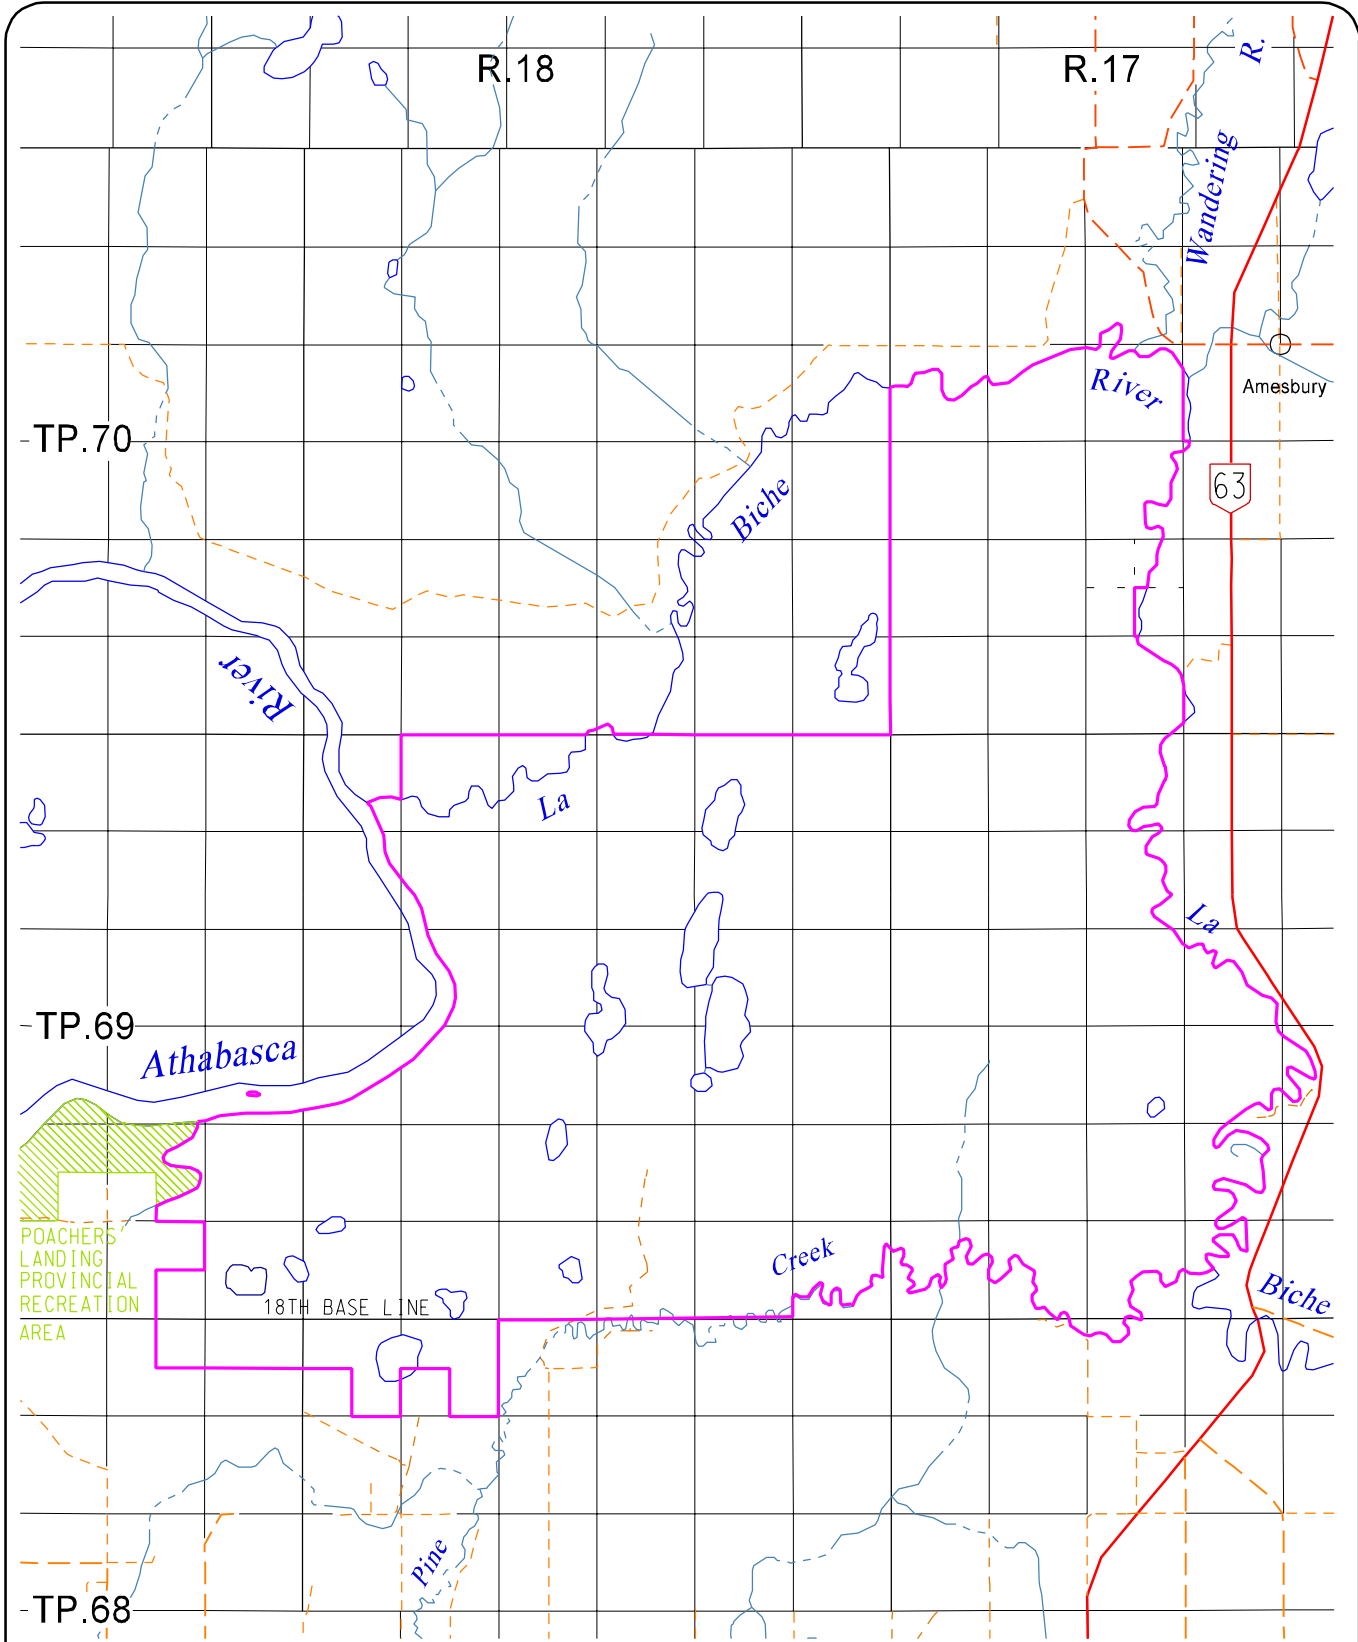 R.18
R.17
R.
Wandering
River
Amesbury
TP.70
63
Biche
River
La
La
TP.69
Athabasca
Creek
POACHERS'
LANDING
PROVINCIAL
RECREATION
AREA
18TH BASE LINE
Biche
Pine
TP.68